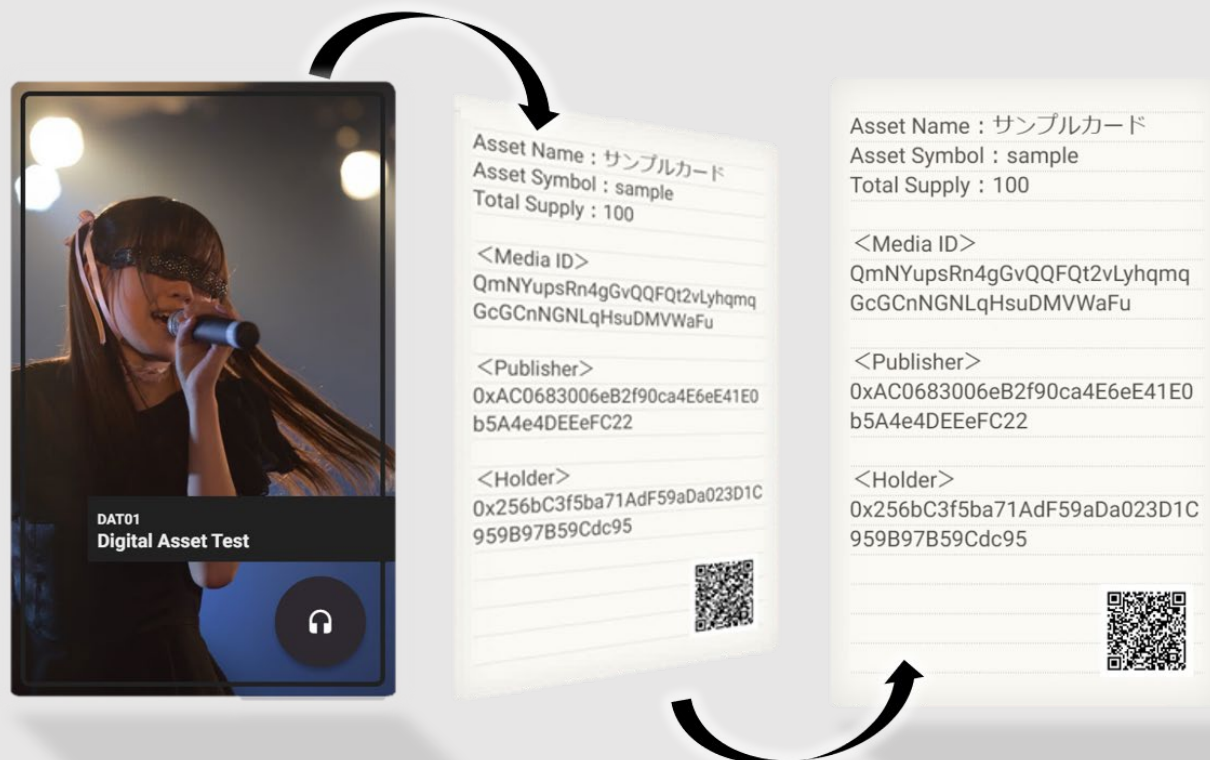 DAT01
Digital Asset Test
Asset Name：サンプルカード
Asset Symbol：sample
Total Supply：100
＜Media ID＞
QmNYupsRn4gGvQQFQt2vLyhqmq
GcGCnNGNLqHsuDMVWaFu
＜Publisher＞
0xAC0683006eB2f90ca4E6eE41E0
b5A4e4DEEeFC22
＜Holder＞
0x256bC3f5ba71AdF59aDa023D1C
959B97B59Cdc95
Asset Name：サンプルカード
Asset Symbol：sample
Total Supply：100
＜Media ID＞
QmNYupsRn4gGvQQFQt2vLyhqmq
GcGCnNGNLqHsuDMVWaFu
＜Publisher＞
0xAC0683006eB2f90ca4E6eE41E0
b5A4e4DEEeFC22
＜Holder＞
0x256bC3f5ba71AdF59aDa023D1C
959B97B59Cdc95